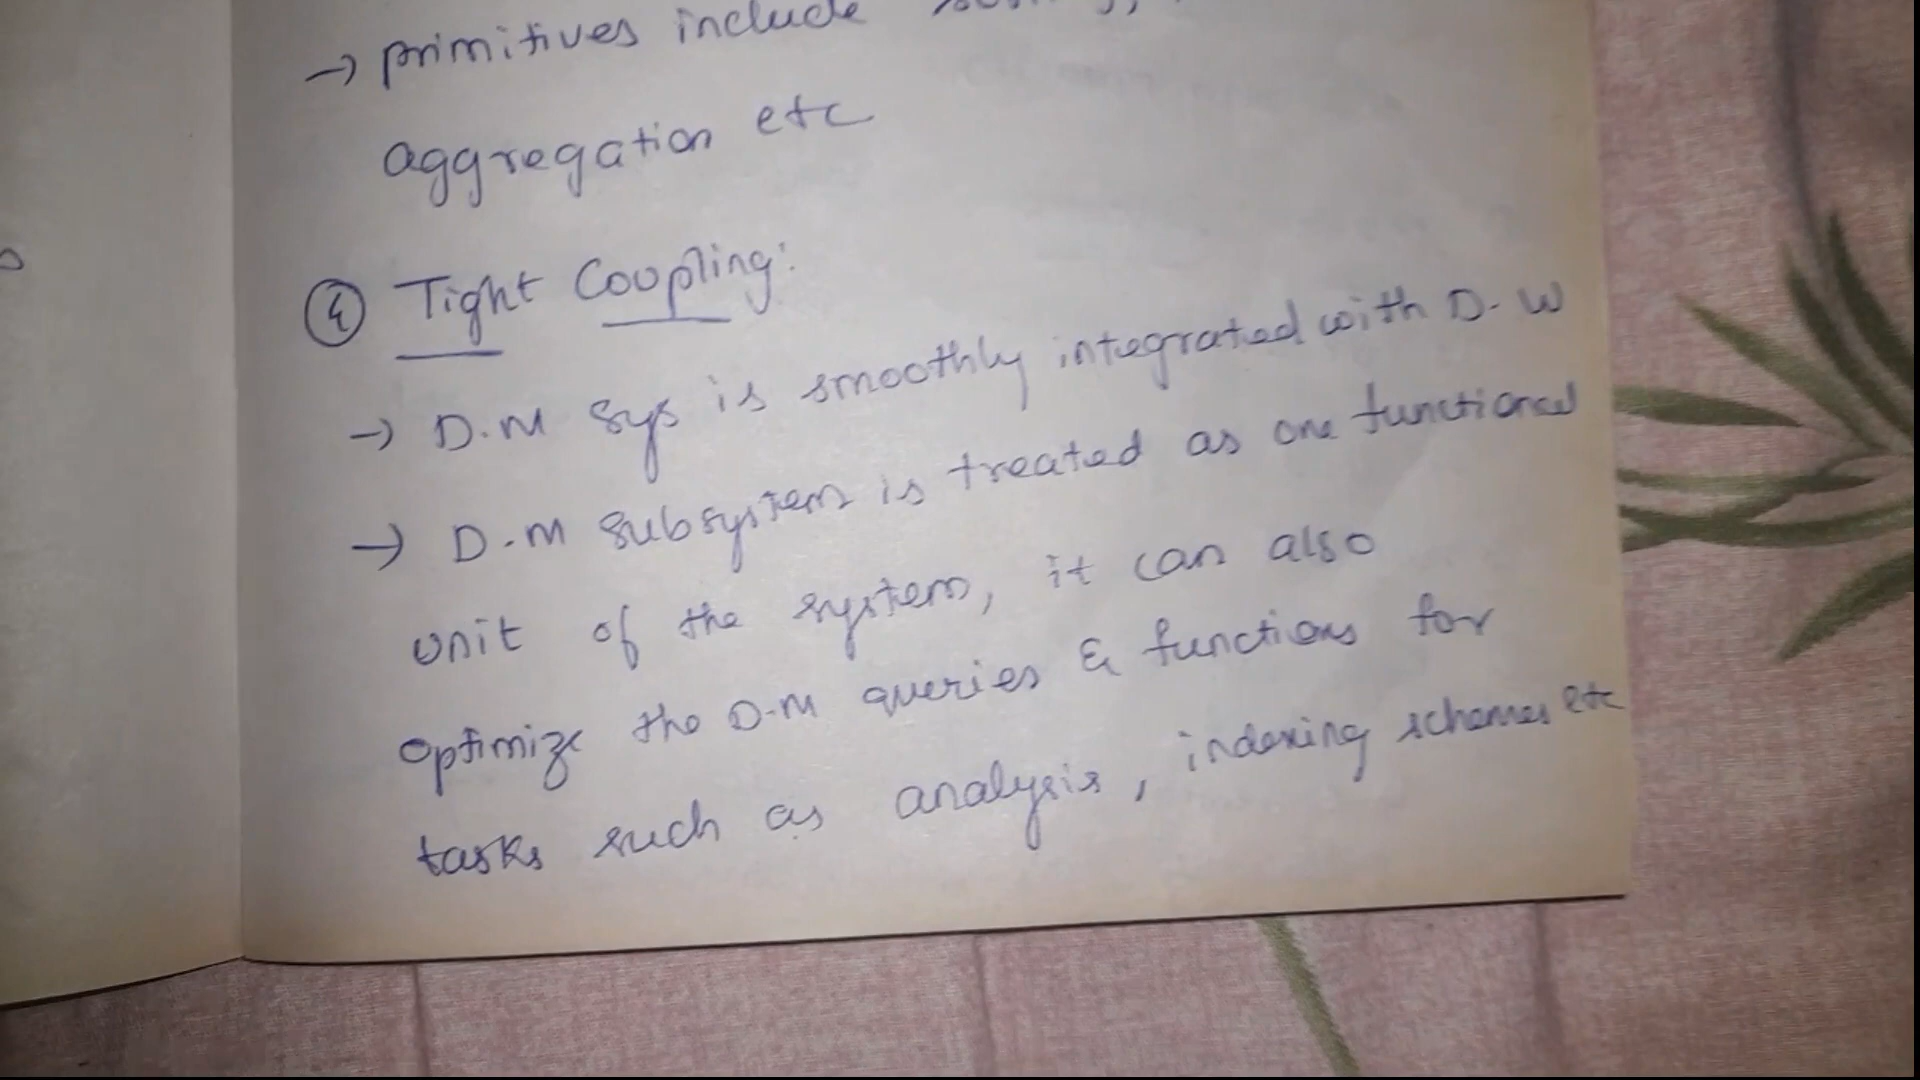 → primitives include
aggregation etc
④ Tight Coupling:
→ D.M Sys is smoothly integrated with D.W
→ D.M Subsystem is treated as one functional
unit of the system, it can also
optimize the D.M queries & functions for
tasks such as analysis, indexing schemes etc